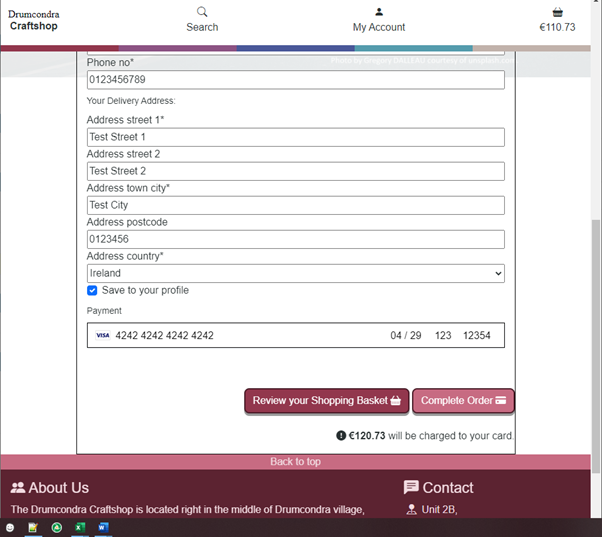 Drumcondra
Craftshop
Search
My Account
€110.73
Photo by Gregory DALLEAU courtesy of unsplash.com
Phone no*
0123456789
Your Delivery Address:
Address street 1*
Test Street 1
Address street 2
Test Street 2
Address town city*
Test City
Address postcode
0123456
Address country*
Ireland
Save to your profile
Payment
VISA 4242 4242 4242 4242 04 / 29 123 12354
Review your Shopping Basket
Complete Order
€120.73 will be charged to your card.
Back to top
About Us
Contact
The Drumcondra Craftshop is located right in the middle of Drumcondra village,
Unit 2B,